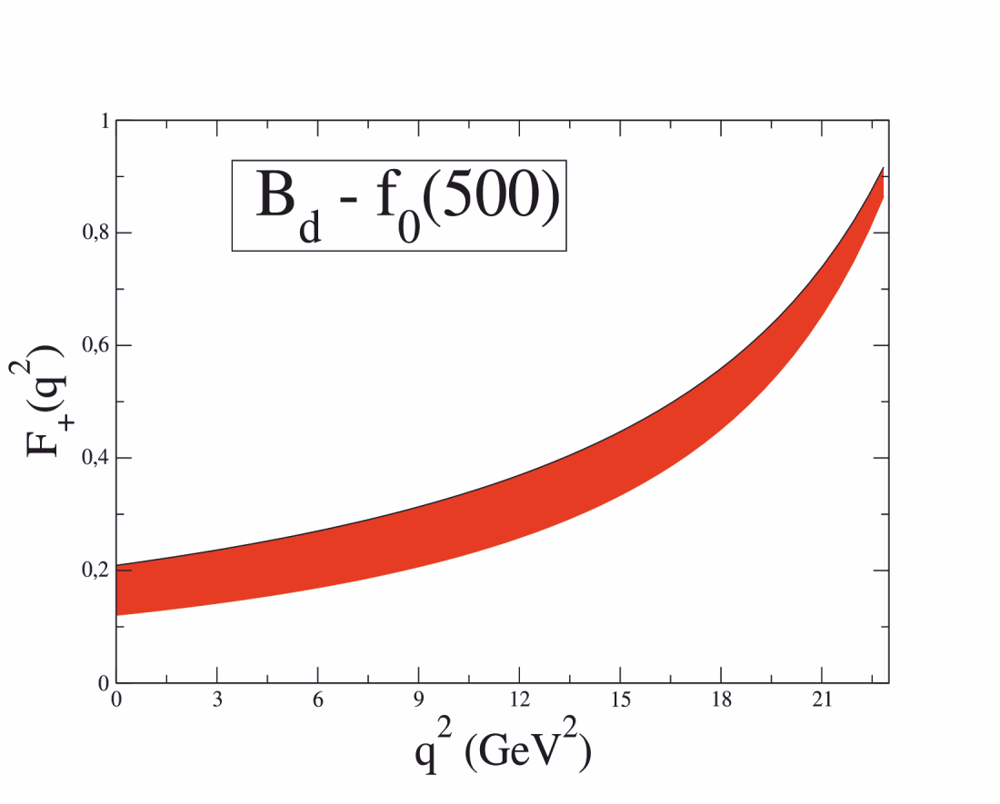 B_d - f_0(500)
1
0,8
0,6
0,4
0,2
0
F_+(q^2)
0 3 6 9 12 15 18 21
q^2 (GeV^2)